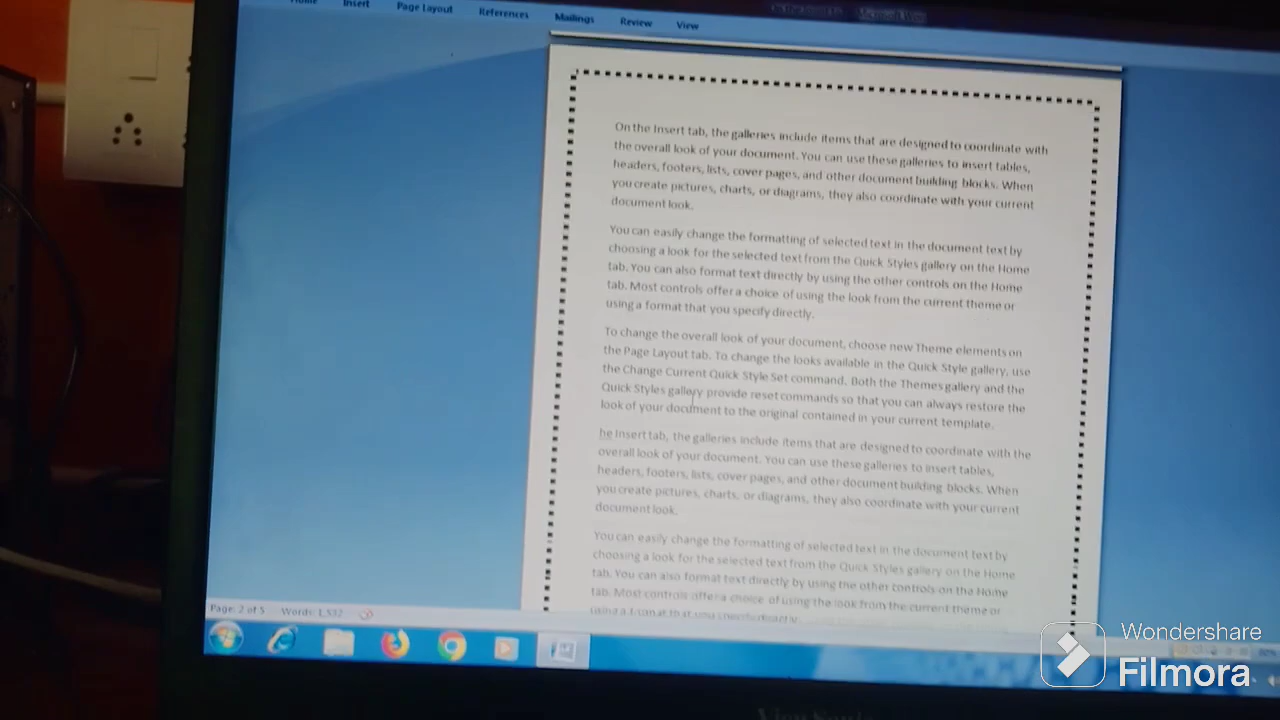 Home Insert Page Layout References Mailings Review View
On the Insert tab, the galleries include items that are designed to coordinate with
the overall look of your document. You can use these galleries to insert tables,
headers, footers, lists, cover pages, and other document building blocks. When
you create pictures, charts, or diagrams, they also coordinate with your current
document look.
You can easily change the formatting of selected text in the document text by
choosing a look for the selected text from the Quick Styles gallery on the Home
tab. You can also format text directly by using the other controls on the Home
tab. Most controls offer a choice of using the look from the current theme or
using a format that you specify directly.
To change the overall look of your document, choose new Theme elements on
the Page Layout tab. To change the looks available in the Quick Style gallery, use
the Change Current Quick Style Set command. Both the Themes gallery and the
Quick Styles gallery provide reset commands so that you can always restore the
look of your document to the original contained in your current template.
he Insert tab, the galleries include items that are designed to coordinate with the
overall look of your document. You can use these galleries to insert tables,
headers, footers, lists, cover pages, and other document building blocks. When
you create pictures, charts, or diagrams, they also coordinate with your current
document look.
You can easily change the formatting of selected text in the document text by
choosing a look for the selected text from the Quick Styles gallery on the Home
tab. You can also format text directly by using the other controls on the Home
tab. Most controls offer a choice of using the look from the current theme or
using a format that you specify directly.
Page: 2 of 5 Words: 1,532
Wondershare
Filmora